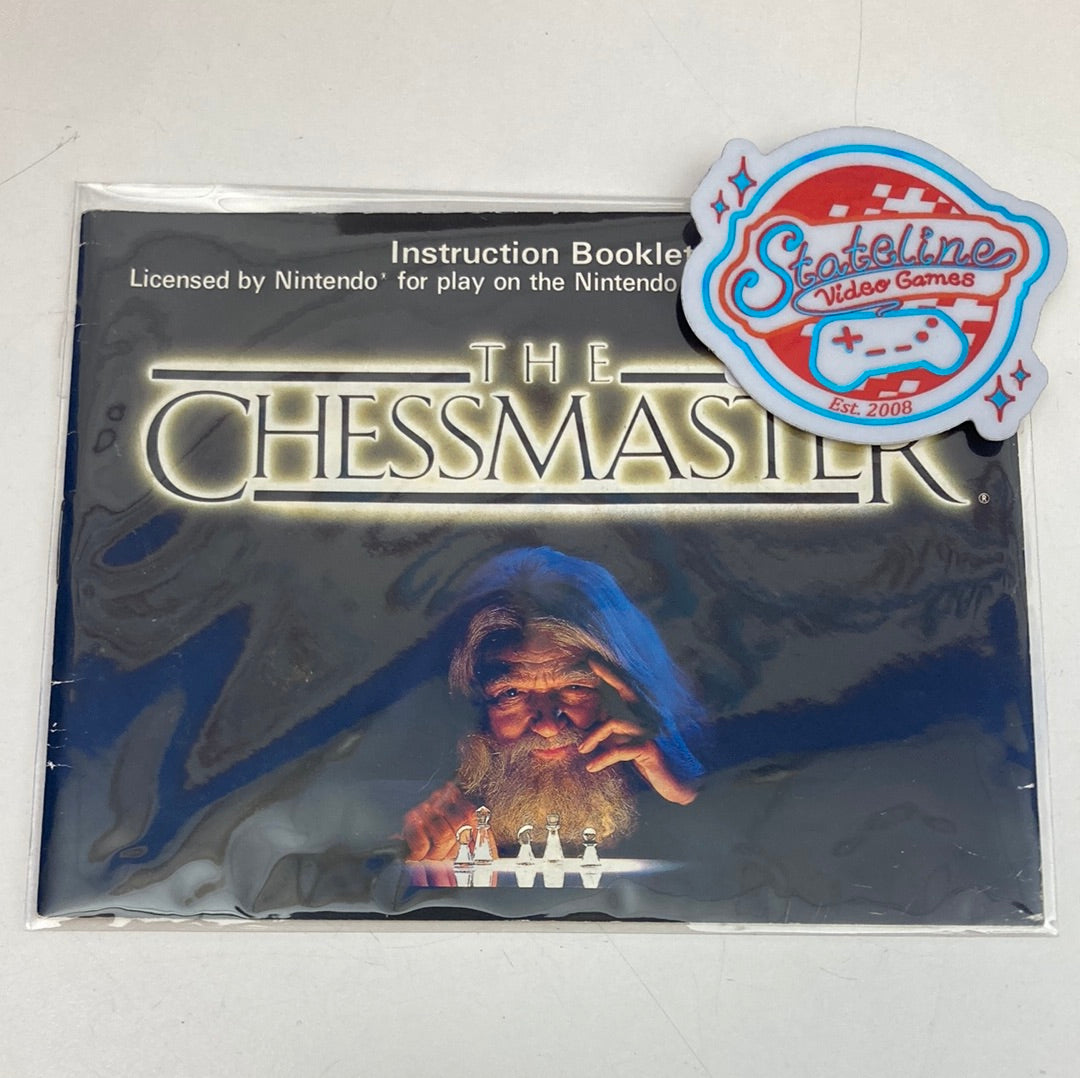 Instruction Booklet
Licensed by Nintendo* for play on the Nintendo
THE
CHESSMASTER®
Stateline
Video Games
Est. 2008